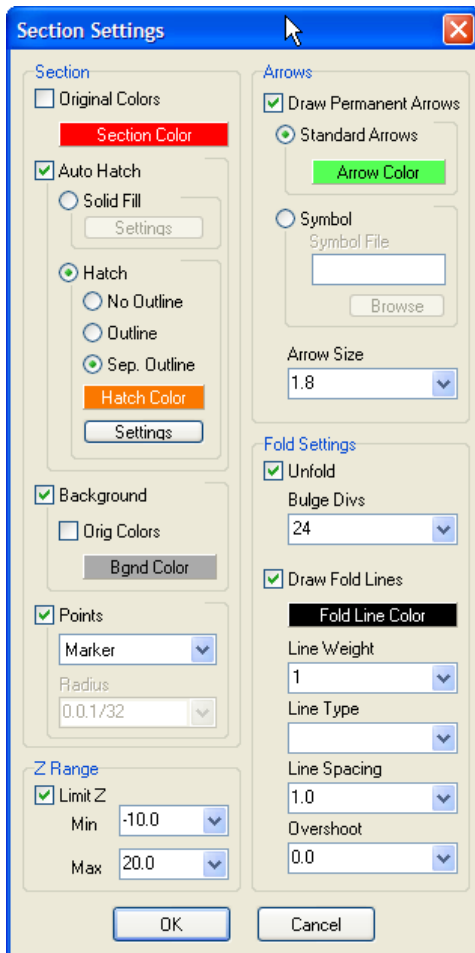 Section Settings
Section
Original Colors
Section Color
Auto Hatch
Solid Fill
Settings
Hatch
No Outline
Outline
Sep. Outline
Hatch Color
Settings
Background
Orig Colors
Bgnd Color
Points
Marker
Radius
0.0.1/32
Z Range
Limit Z
Min
-10.0
Max
20.0
Arrows
Draw Permanent Arrows
Standard Arrows
Arrow Color
Symbol
Symbol File
Browse
Arrow Size
1.8
Fold Settings
Unfold
Bulge Divs
24
Draw Fold Lines
Fold Line Color
Line Weight
1
Line Type
Line Spacing
1.0
Overshoot
0.0
OK
Cancel